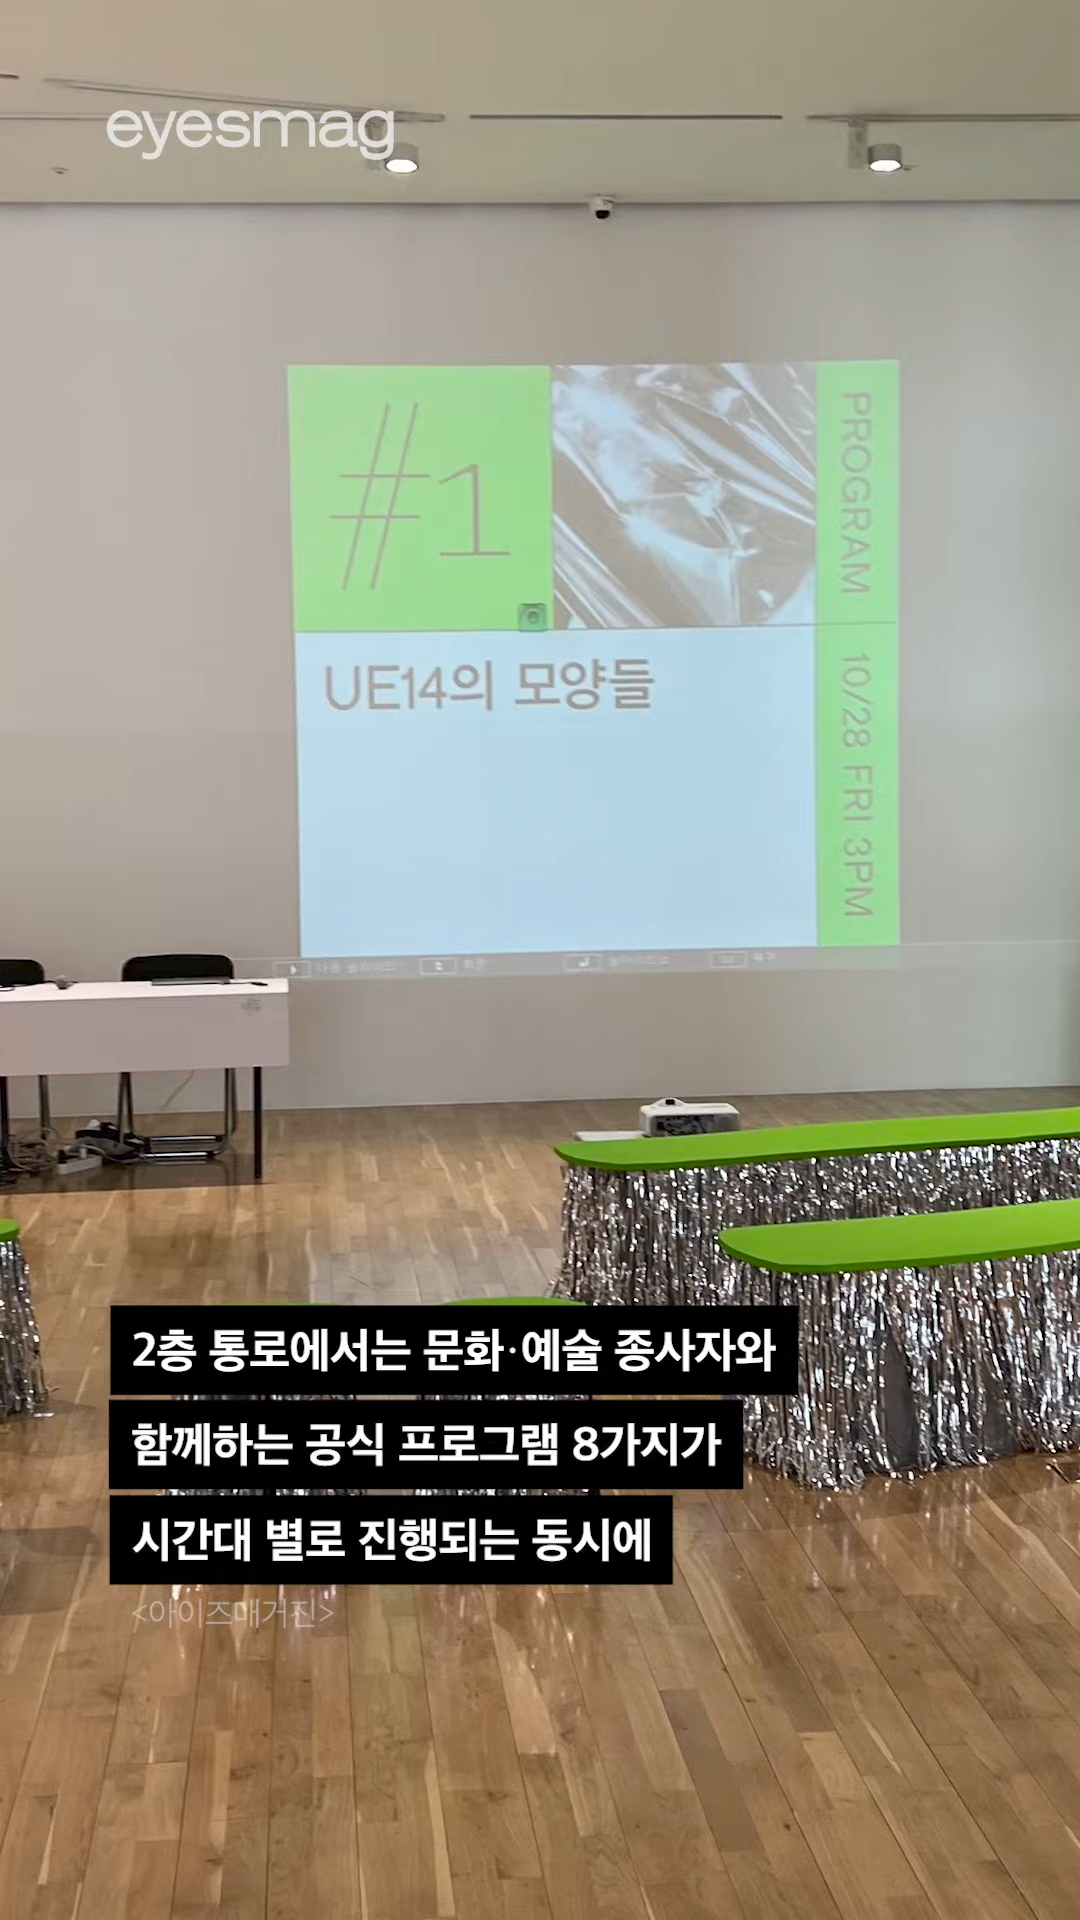 eyesmag
#1
PROGRAM 10/28 FRI 3PM
UE14의 모양들
2층 통로에서는 문화·예술 종사자와
함께하는 공식 프로그램 8가지가
시간대 별로 진행되는 동시에
<아이즈매거진>